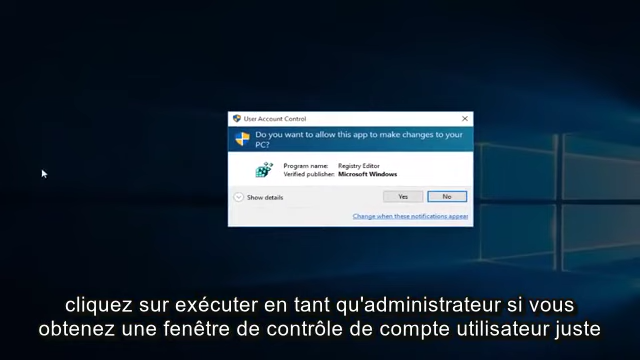 User Account Control
Do you want to allow this app to make changes to your
PC?
Program name: Registry Editor
Verified publisher: Microsoft Windows
Show details
Yes
No
Change when these notifications appear
cliquez sur exécuter en tant qu'administrateur si vous
obtenez une fenêtre de contrôle de compte utilisateur juste